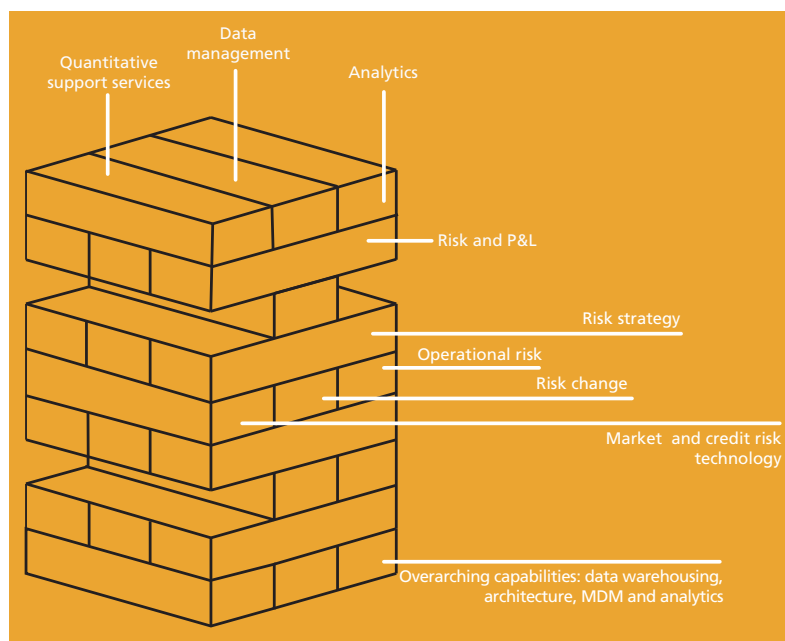 Data
management
Quantitative
support services
Analytics
Risk and P&L
Risk strategy
Operational risk
Risk change
Market and credit risk
technology
Overarching capabilities: data warehousing,
architecture, MDM and analytics